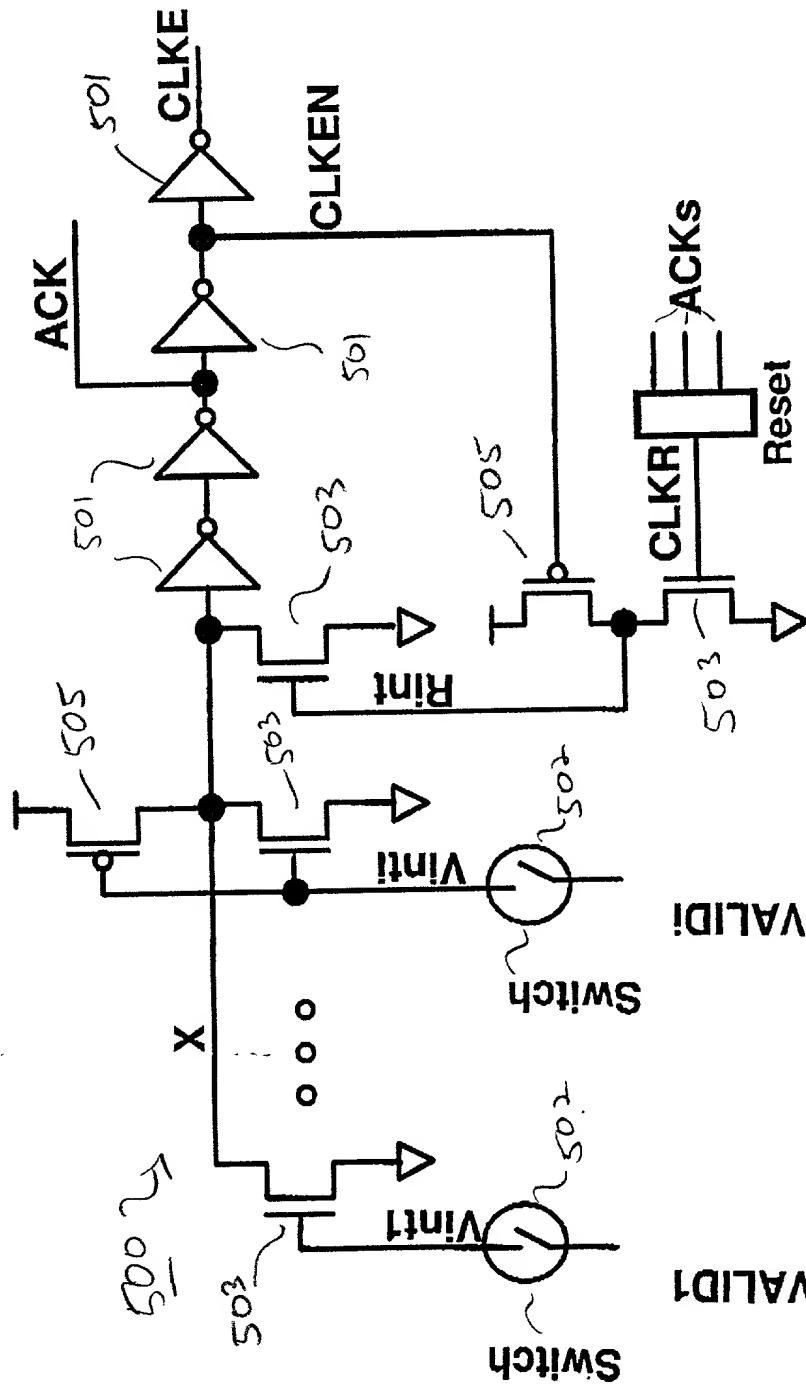 500
X
505
501
501
ACK
501
501
CLKE
CLKEN
503
503
503
Rint
505
CLKR
ACKs
Reset
503
Vint1
Vinti
502
502
Switch
Switch
VALID1
VALIDi